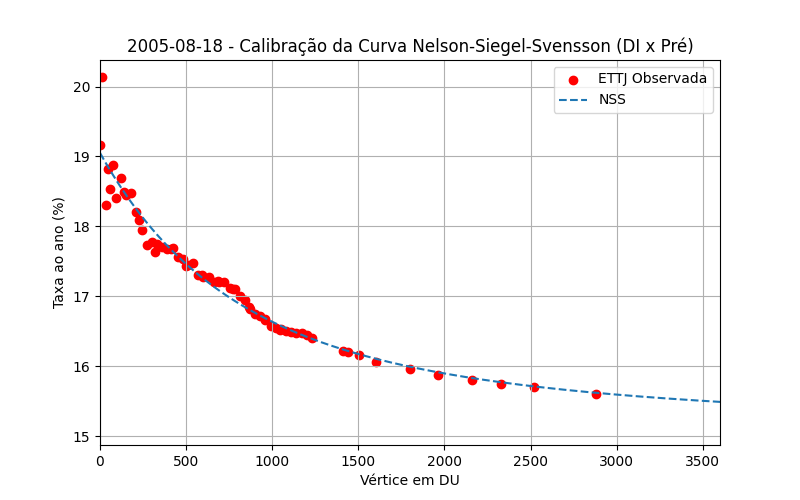 2005-08-18 - Calibração da Curva Nelson-Siegel-Svensson (DI x Pré)
ETTJ Observada
NSS
Taxa ao ano (%)
20
19
18
17
16
15
0 500 1000 1500 2000 2500 3000 3500
Vértice em DU